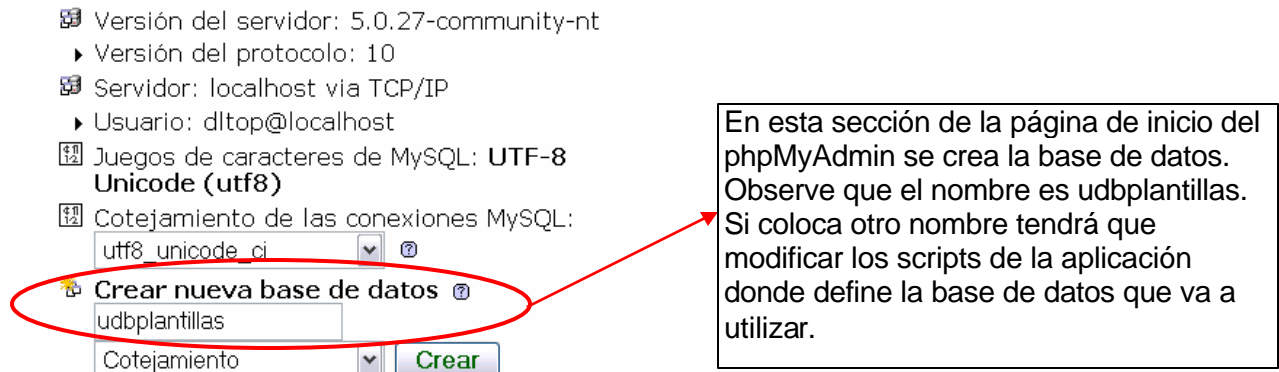 Versión del servidor: 5.0.27-community-nt
Versión del protocolo: 10
Servidor: localhost via TCP/IP
Usuario: dltop@localhost
Juegos de caracteres de MySQL: UTF-8
Unicode (utf8)
Cotejamiento de las conexiones MySQL:
utf8_unicode_ci
Crear nueva base de datos
udbplantillas
Cotejamiento
Crear
En esta sección de la página de inicio del
phpMyAdmin se crea la base de datos.
Observe que el nombre es udbplantillas.
Si coloca otro nombre tendrá que
modificar los scripts de la aplicación
donde define la base de datos que va a
utilizar.